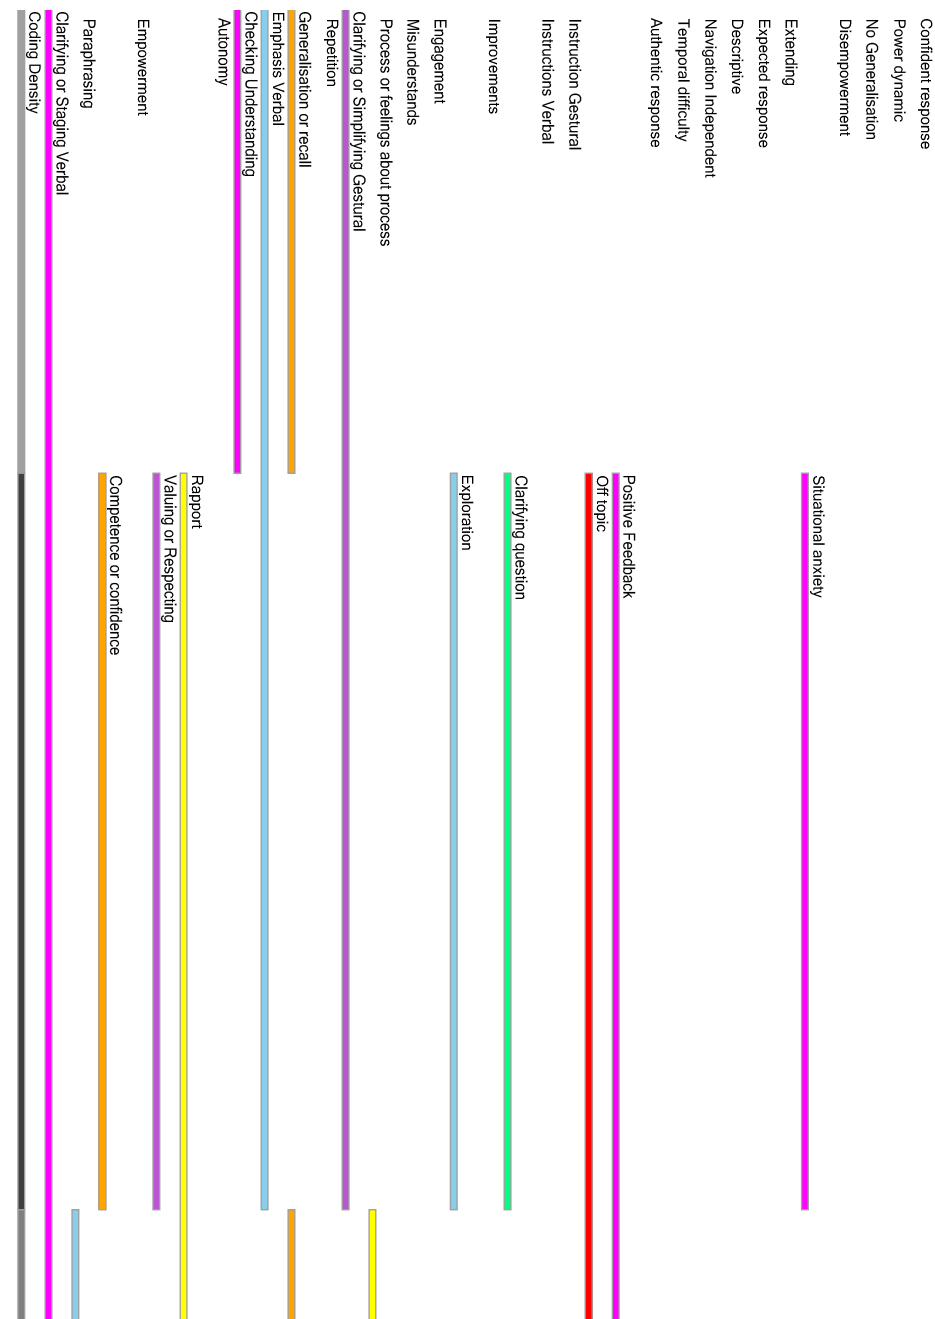 Confident response
Power dynamic
No Generalisation
Disempowerment
Situational anxiety
Extending
Expected response
Descriptive
Navigation Independent
Temporal difficulty
Authentic response
Positive Feedback
Off topic
Instruction Gestural
Instructions Verbal
Clarifying question
Improvements
Exploration
Engagement
Misunderstands
Process or feelings about process
Clarifying or Simplifying Gestural
Repetition
Generalisation or recall
Emphasis Verbal
Checking Understanding
Autonomy
Rapport
Valuing or Respecting
Empowerment
Competence or confidence
Paraphrasing
Clarifying or Staging Verbal
Coding Density